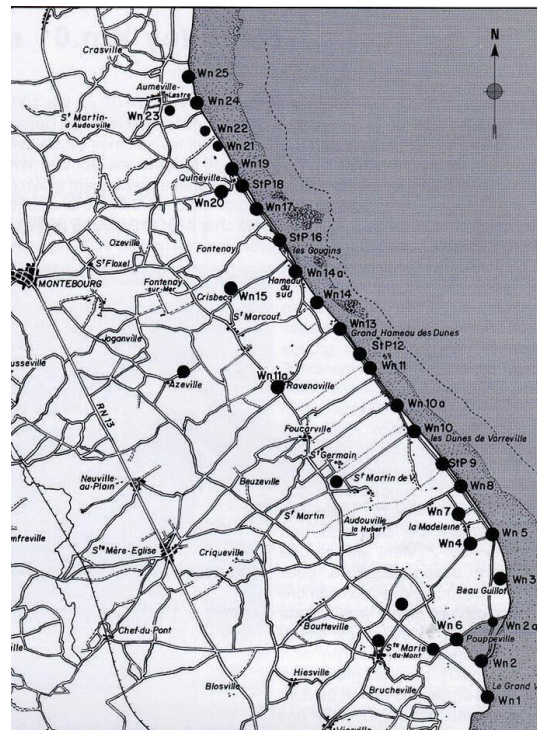 Crasville
N
Wn25
Aumeville-
Lestre
Wn24
St Martin-
d'Audouville
Wn23
Wn22
Wn21
Wn19
Quinéville
StP18
Wn20
Wn17
Ozeville
StP16
les Gougins
Fontenay
St Floxel
Wn14a
MONTEBOURG
Fontenay
sur-Mer
Hameau
du
sud
Crisbecq
Wn15
Wn14
St Marcouf
Wn13
Grand Hameau des Dunes
Joganville
StP12
Wn11
Azeville
Wn11a
Ravenoville
RN 13
Wn10a
Foucarville
Wn10
les Dunes de Varreville
St Germain
StP9
Neuville-
au-Plain
Beuzeville
St Martin de V.
Wn8
St Martin
Wn7
Audouville
la Hubert
la Madeleine
Wn5
Wn4
Ste Mère-Eglise
Criqueville
Wn3
Beau Guillot
Boutteville
Wn6
Wn2a
Pouppeville
Chef-du-Pont
Ste Marie
du-Mont
Wn2
Hiesville
Blosville
Brucheville
Le Grand V
Wn1
Vierville